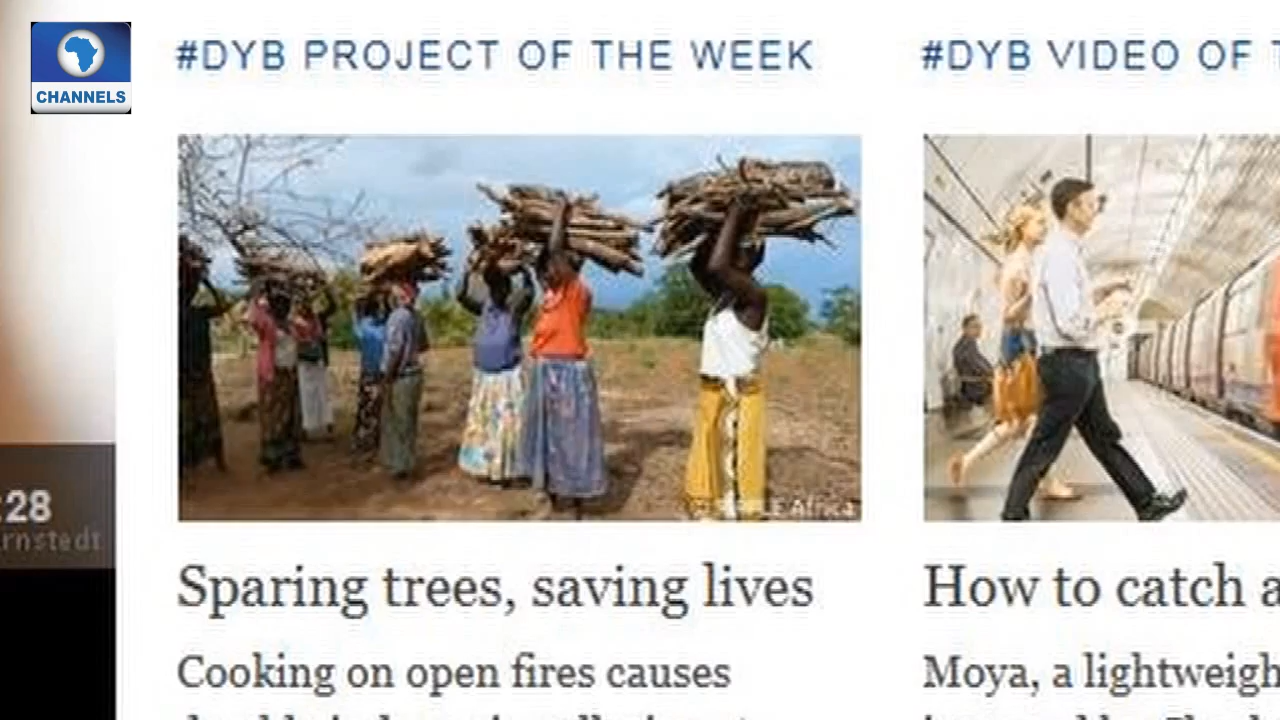 CHANNELS
#DYB PROJECT OF THE WEEK
#DYB VIDEO OF
Africa
:28
Sparing trees, saving lives
How to catch a
Cooking on open fires causes
Moya, a